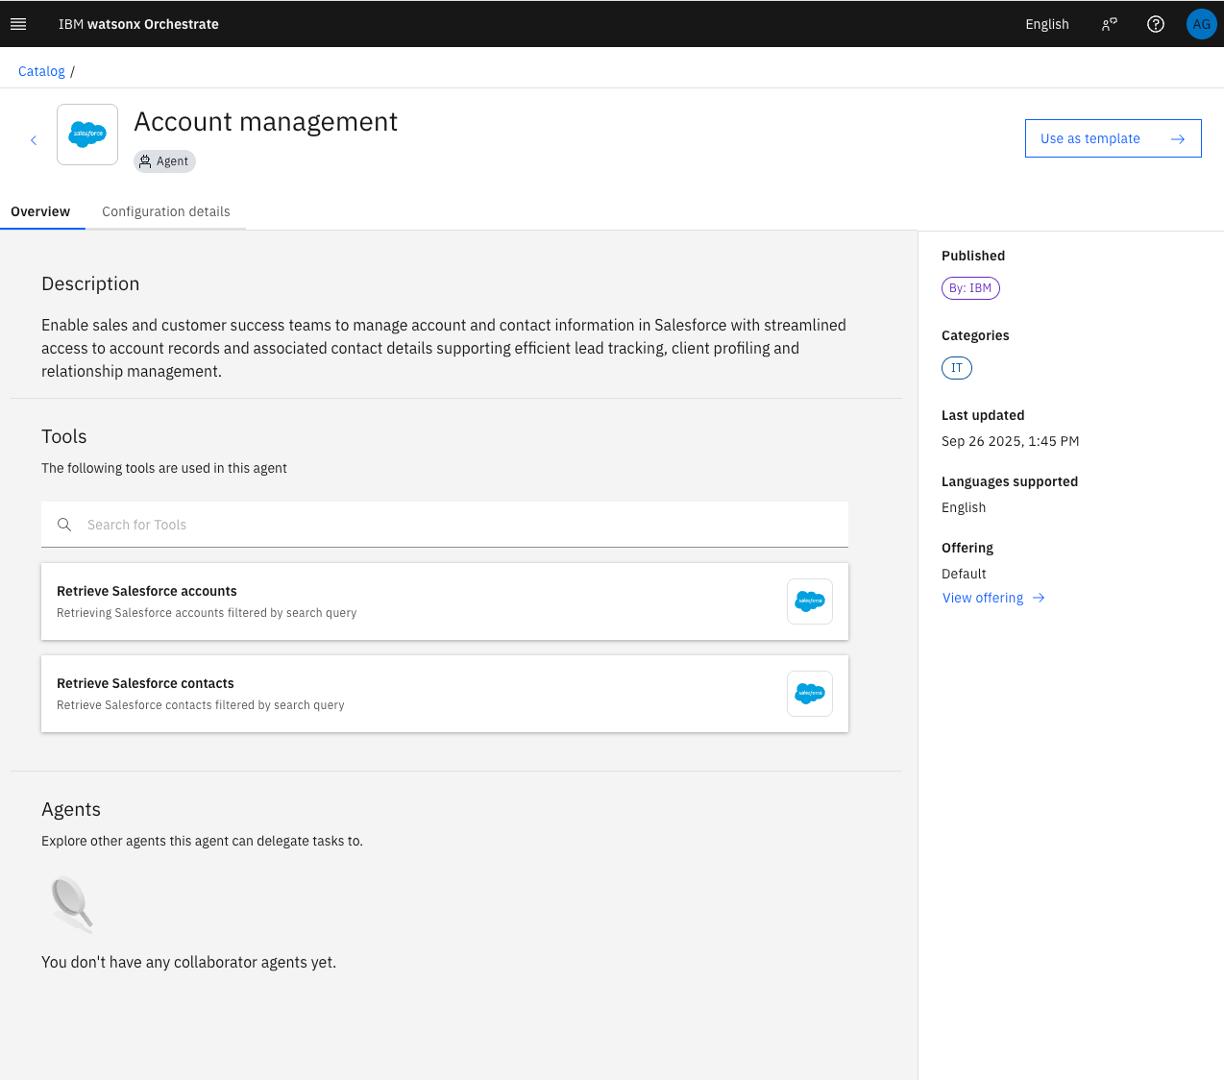 IBM watsonx Orchestrate
English
AG
Catalog /
salesforce
Account management
Agent
Use as template
Overview
Configuration details
Description
Enable sales and customer success teams to manage account and contact information in Salesforce with streamlined
access to account records and associated contact details supporting efficient lead tracking, client profiling and
relationship management.
Tools
The following tools are used in this agent
Search for Tools
Retrieve Salesforce accounts
Retrieving Salesforce accounts filtered by search query
salesforce
Retrieve Salesforce contacts
Retrieve Salesforce contacts filtered by search query
salesforce
Agents
Explore other agents this agent can delegate tasks to.
You don't have any collaborator agents yet.
Published
By: IBM
Categories
IT
Last updated
Sep 26 2025, 1:45 PM
Languages supported
English
Offering
Default
View offering